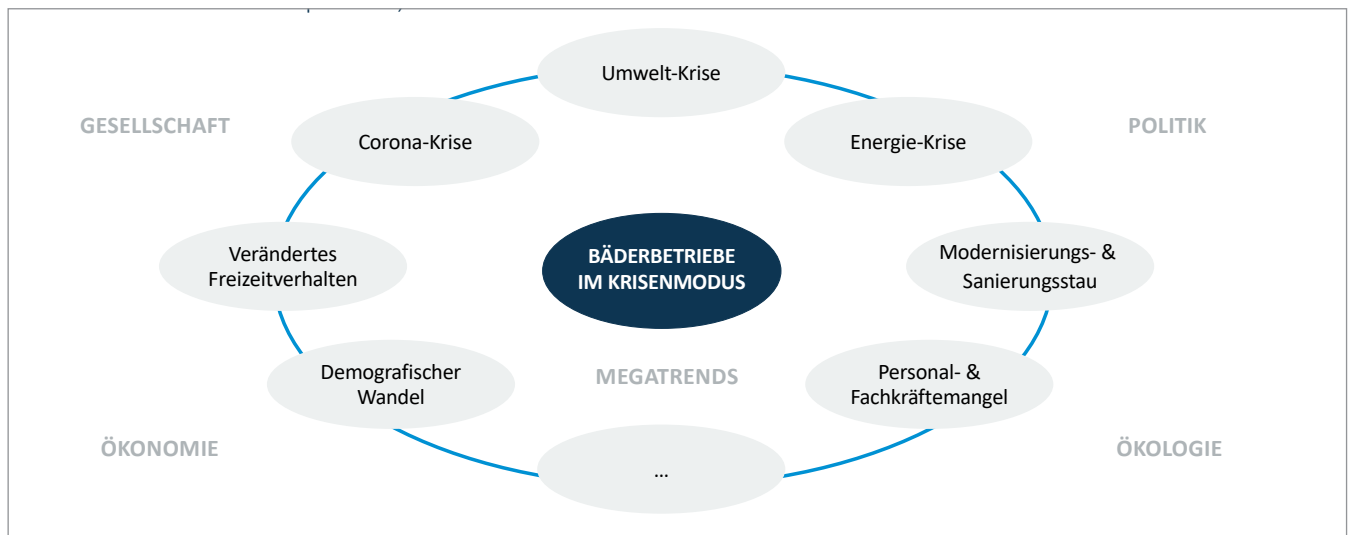 Umwelt-Krise
GESELLSCHAFT
POLITIK
Corona-Krise
Energie-Krise
Verändertes
Freizeitverhalten
BÄDERBETRIEBE
IM KRISENMODUS
Modernisierungs- &
Sanierungsstau
Demografischer
Wandel
MEGATRENDS
Personal- &
Fachkräftemangel
ÖKONOMIE
ÖKOLOGIE
...